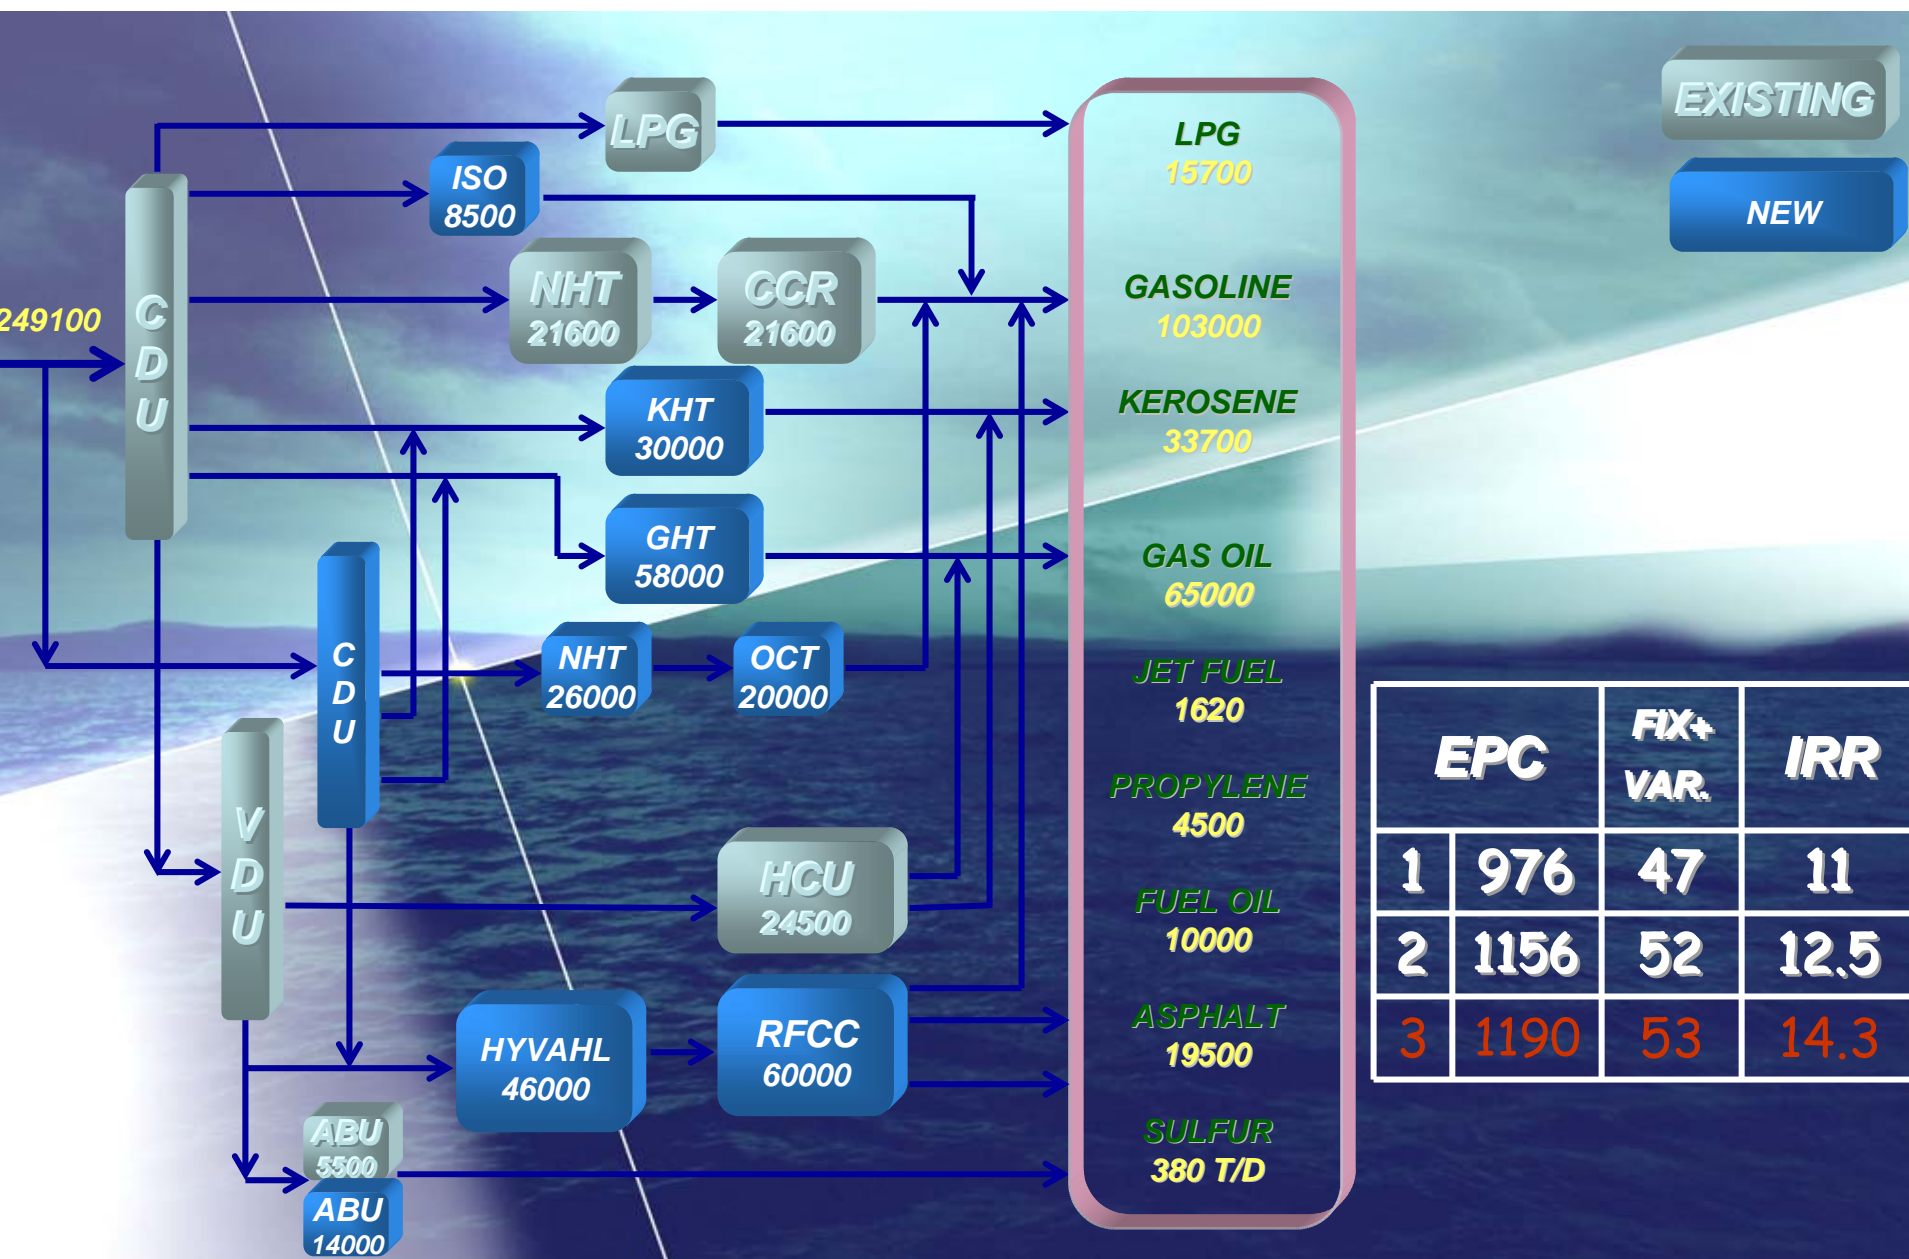 EXISTING
NEW
LPG
ISO
8500
NHT
21600
CCR
21600
249100
C
D
U
KHT
30000
GHT
58000
C
D
U
NHT
26000
OCT
20000
V
D
U
HCU
24500
HYVAHL
46000
RFCC
60000
ABU
5500
ABU
14000
LPG
15700
GASOLINE
103000
KEROSENE
33700
GAS OIL
65000
JET FUEL
1620
PROPYLENE
4500
FUEL OIL
10000
ASPHALT
19500
SULFUR
380 T/D
EPC FIX+ VAR. IRR
1 976 47 11
2 1156 52 12.5
3 1190 53 14.3